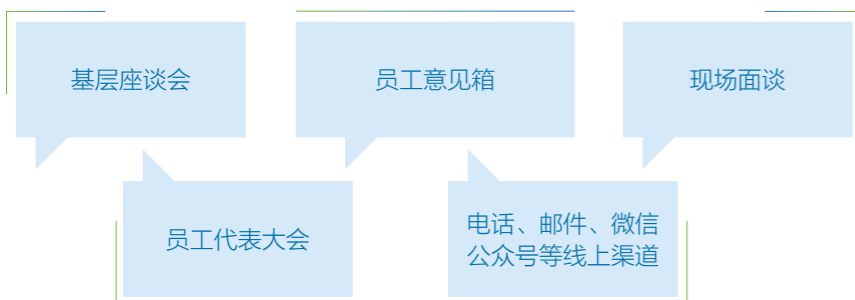 基层座谈会
员工意见箱
现场面谈
员工代表大会
电话、邮件、微信
公众号等线上渠道